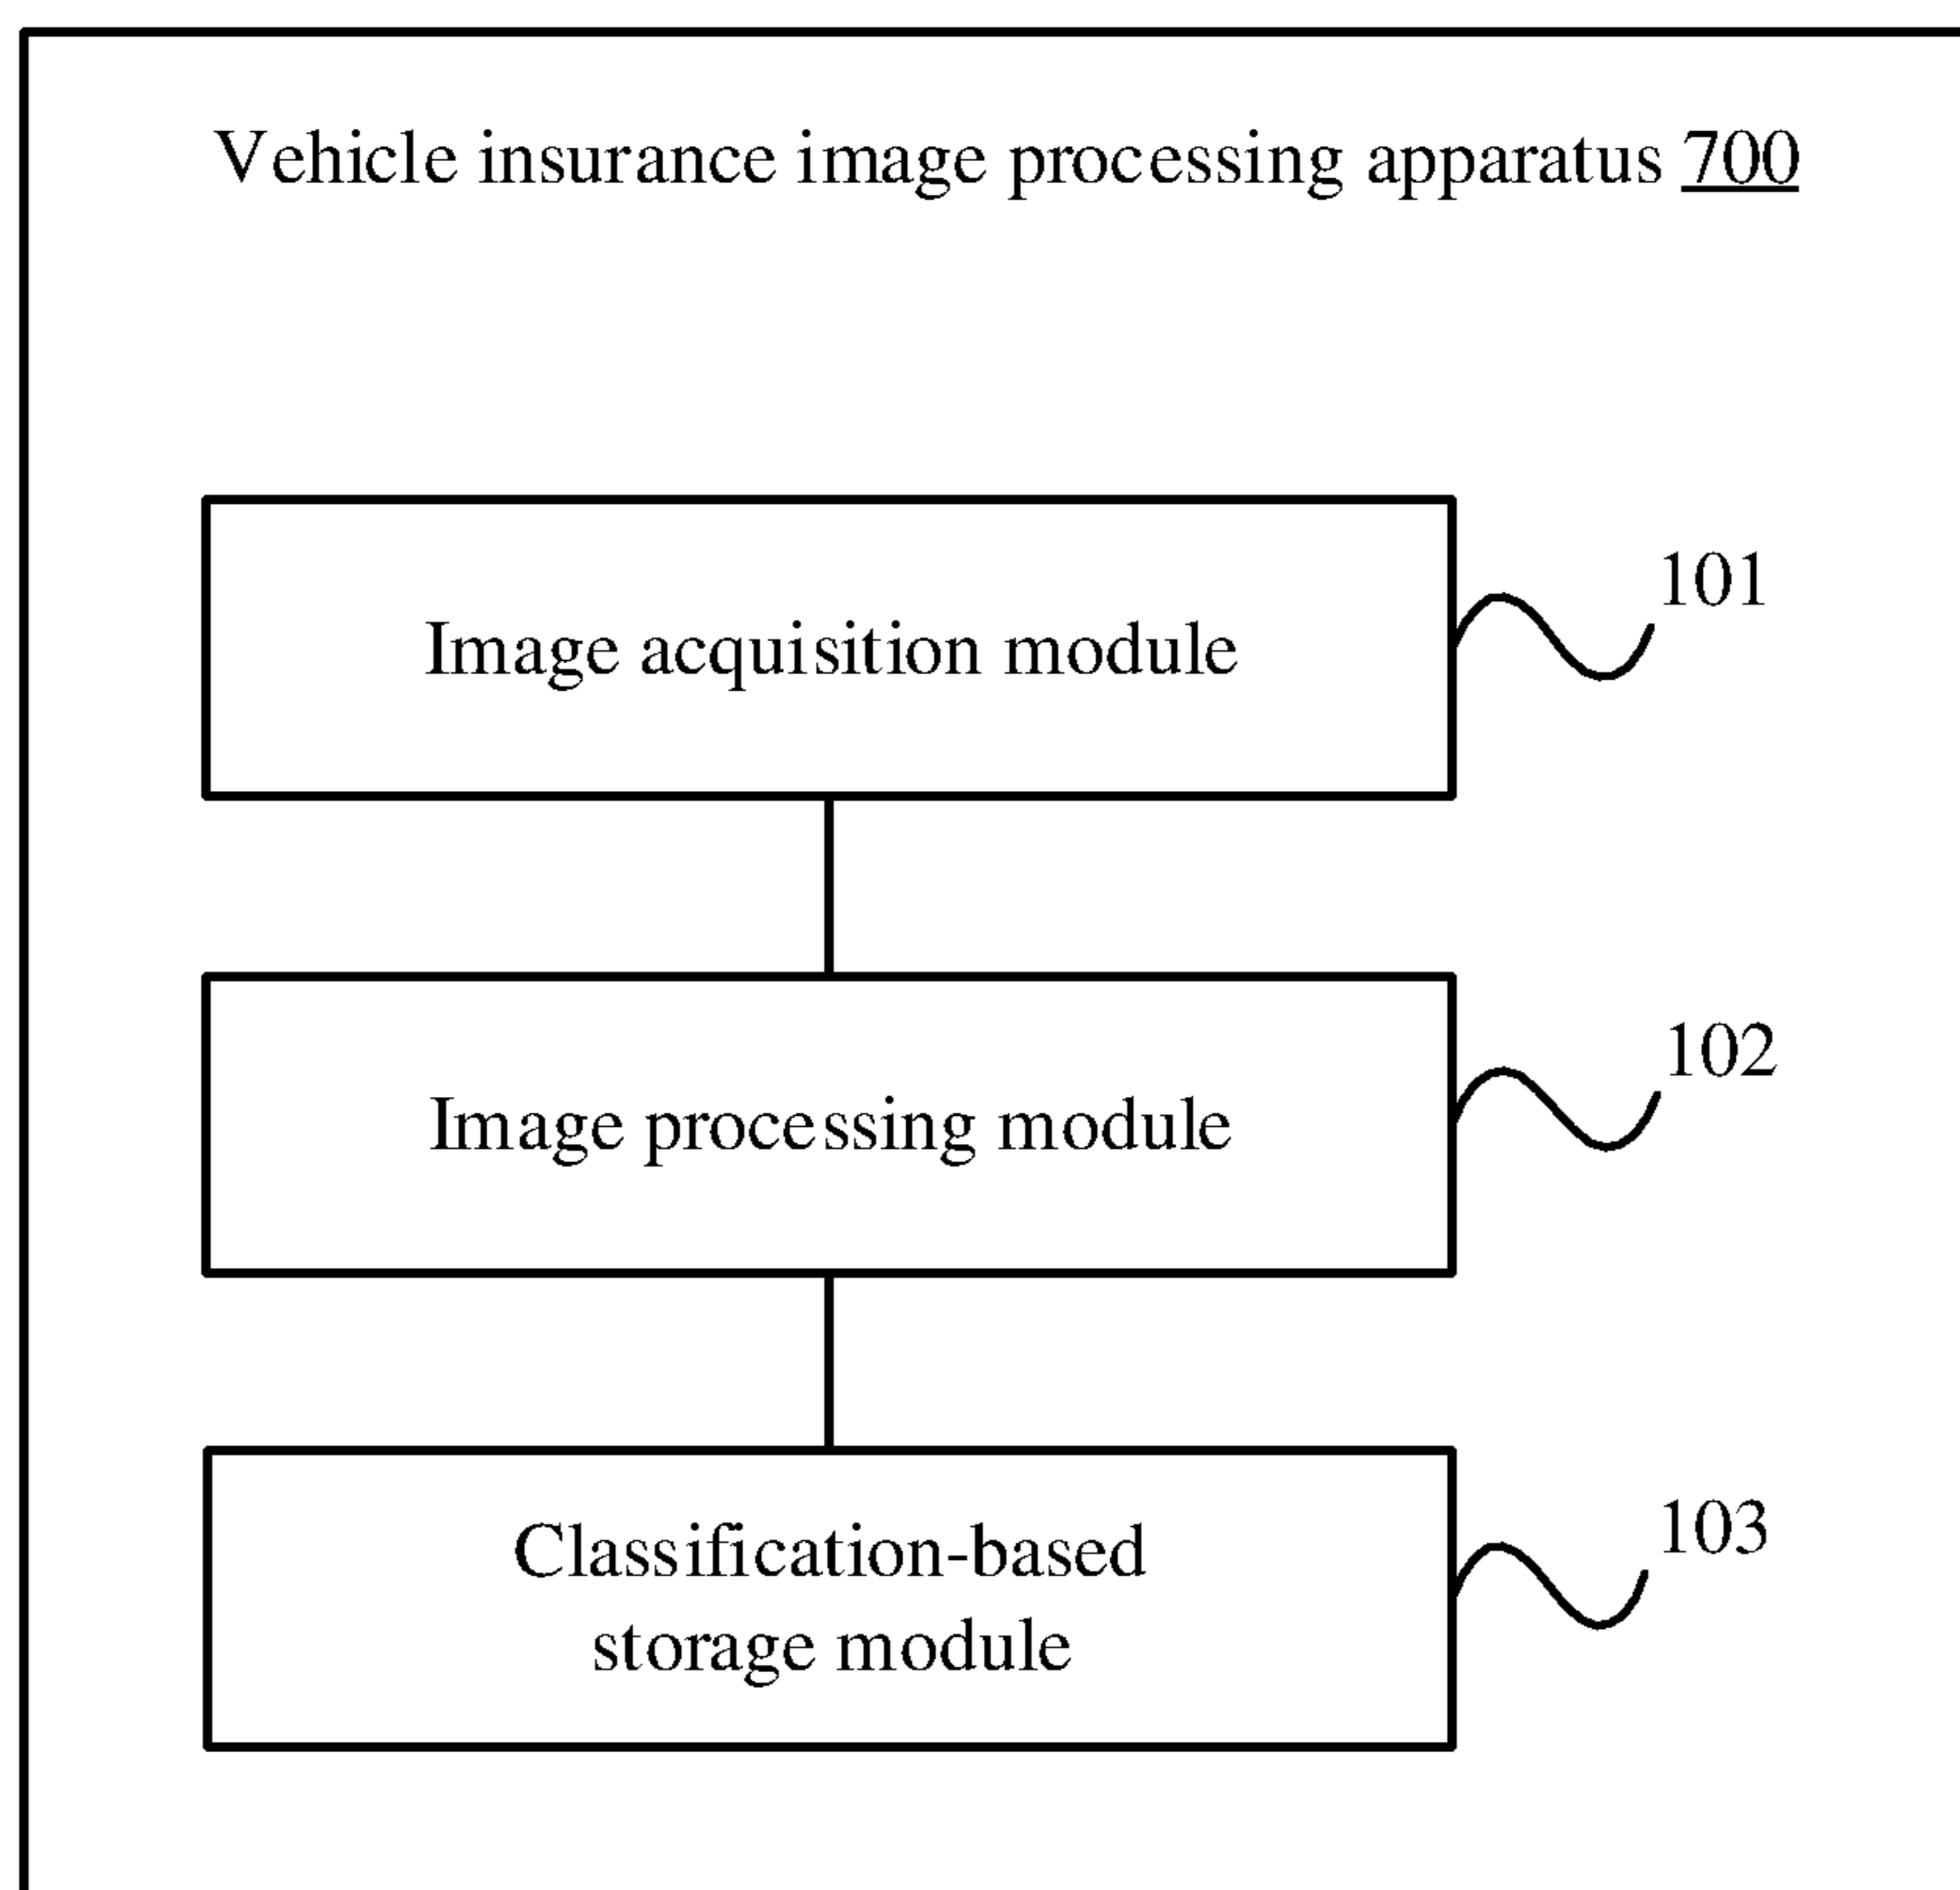 Vehicle insurance image processing apparatus 700
Image acquisition module
101
Image processing module
102
Classification-based
storage module
103